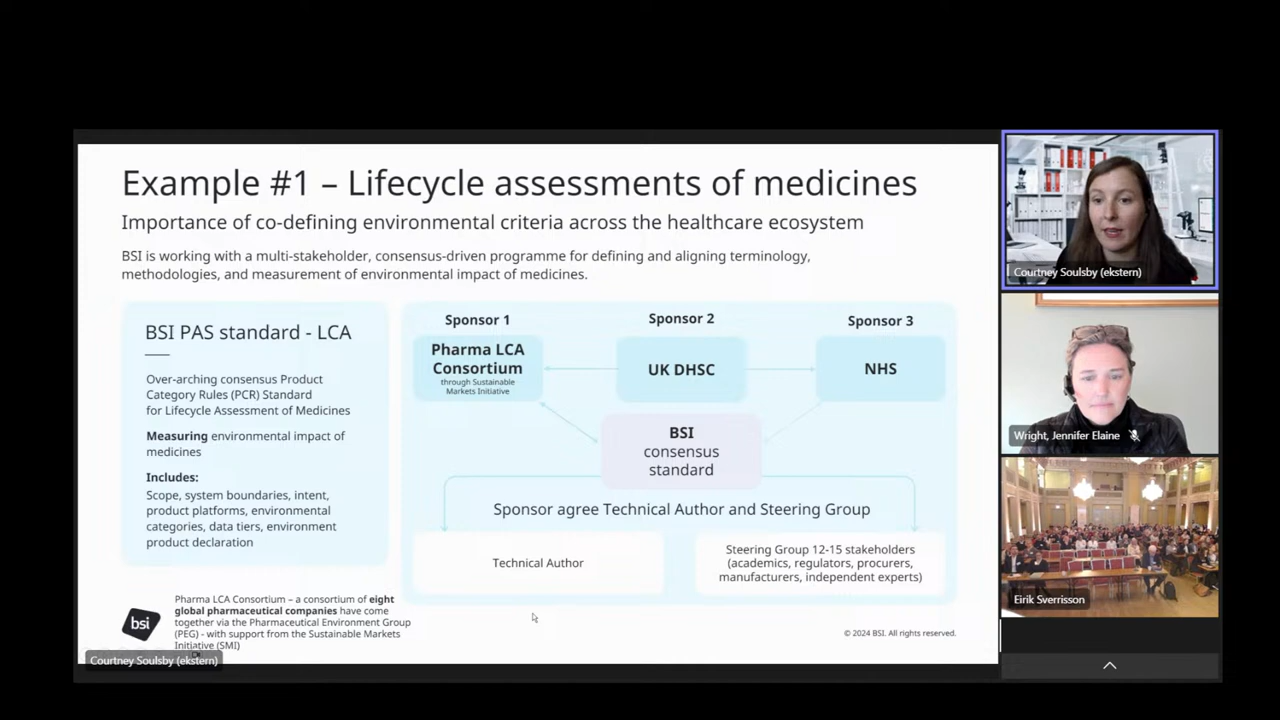 Example #1 – Lifecycle assessments of medicines
Importance of co-defining environmental criteria across the healthcare ecosystem
BSI is working with a multi-stakeholder, consensus-driven programme for defining and aligning terminology,
methodologies, and measurement of environmental impact of medicines.
BSI PAS standard - LCA
Over-arching consensus Product
Category Rules (PCR) Standard
for Lifecycle Assessment of Medicines
Measuring environmental impact of
medicines
Includes:
Scope, system boundaries, intent,
product platforms, environmental
categories, data tiers, environment
product declaration
Sponsor 1
Pharma LCA
Consortium
through Sustainable
Markets Initiative
Sponsor 2
UK DHSC
Sponsor 3
NHS
BSI
consensus
standard
Sponsor agree Technical Author and Steering Group
Technical Author
Steering Group 12-15 stakeholders
(academics, regulators, procurers,
manufacturers, independent experts)
bsi
Pharma LCA Consortium – a consortium of eight
global pharmaceutical companies have come
together via the Pharmaceutical Environment Group
(PEG) - with support from the Sustainable Markets
Initiative (SMI)
© 2024 BSI. All rights reserved.
Courtney Soulsby (ekstern)
Courtney Soulsby (ekstern)
Wright, Jennifer Elaine
Eirik Sverrisson